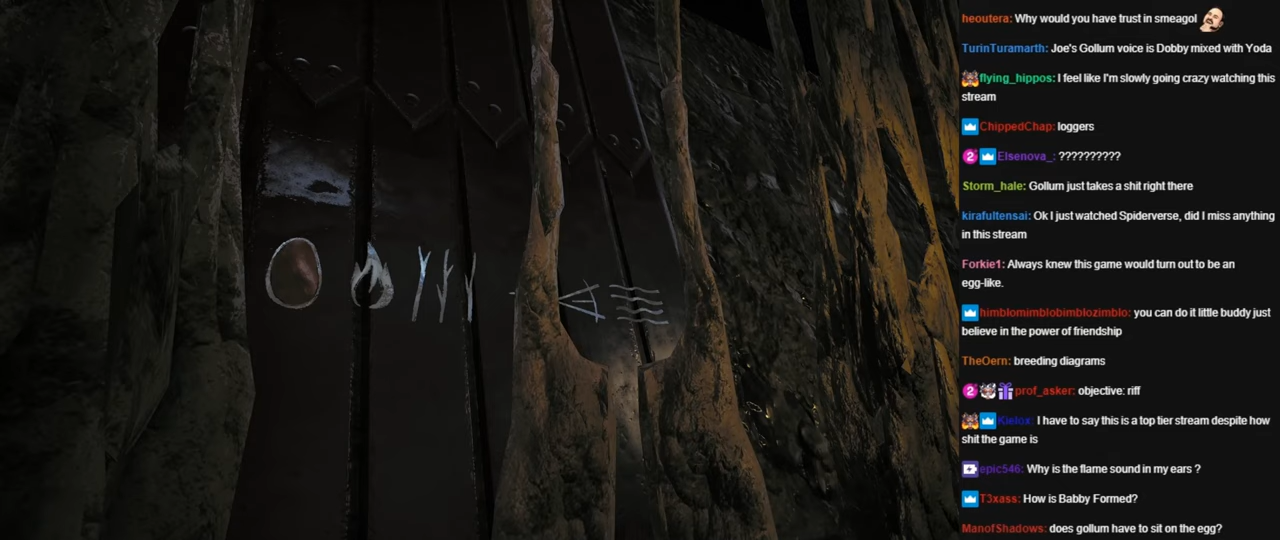 heoutera: Why would you have trust in smeagol
TurinTuramarth: Joe's Gollum voice is Dobby mixed with Yoda
flying_hippos: I feel like I'm slowly going crazy watching this
stream
ChippedChap: loggers
2 Elsenova_: ??????????
Storm_hale: Gollum just takes a shit right there
kirafultensai: Ok I just watched Spiderverse, did I miss anything
in this stream
Forkie1: Always knew this game would turn out to be an
egg-like.
himblomimblobimblozimblo: you can do it little buddy just
believe in the power of friendship
TheOern: breeding diagrams
2 prof_asker: objective: riff
Kielox: I have to say this is a top tier stream despite how
shit the game is
epic546: Why is the flame sound in my ears ?
T3xass: How is Babby Formed?
ManofShadows: does gollum have to sit on the egg?